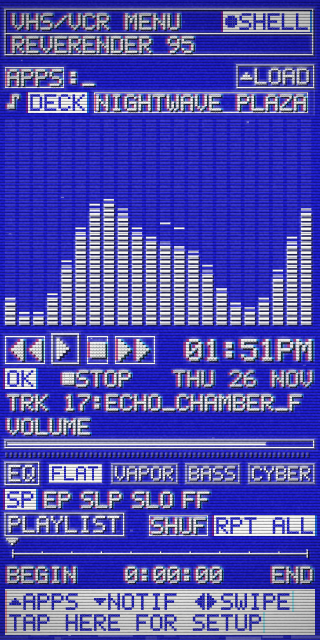 VHS/VCR MENU ●SHELL
REVERENDER 95
APPS:_ ▲LOAD
♪ DECK NIGHTWAVE PLAZA
01:51PM
OK ■STOP THU 26 NOV
TRK 17:ECHO_CHAMBER_F
VOLUME
EQ FLAT VAPOR BASS CYBER
SP EP SLP SLO FF
PLAYLIST SHUF RPT ALL
BEGIN 0:00:00 END
▲APPS ▼NOTIF ◀▶SWIPE
TAP HERE FOR SETUP